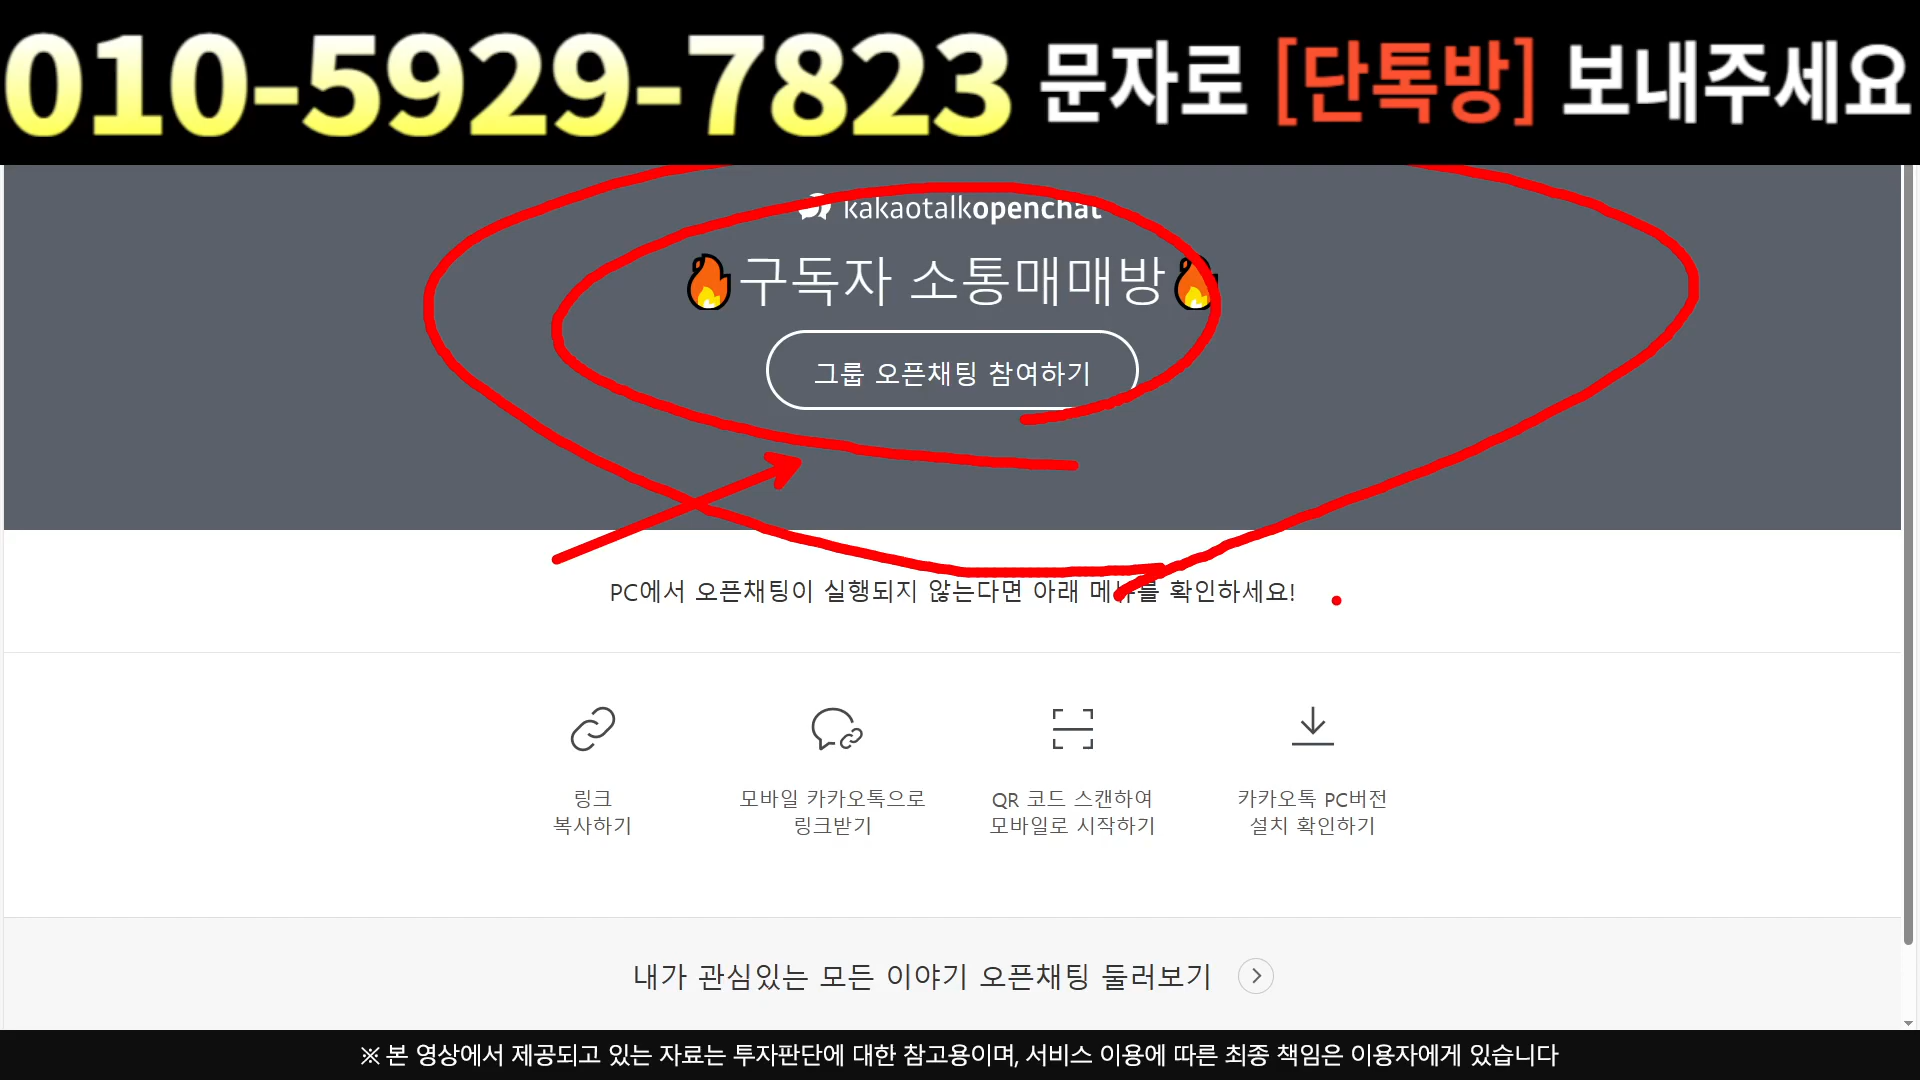 010-5929-7823 문자로 [단톡방] 보내주세요
kakaotalkopenchat
🔥구독자 소통매매방🔥
그룹 오픈채팅 참여하기
PC에서 오픈채팅이 실행되지 않는다면 아래 메뉴를 확인하세요!
링크
복사하기
모바일 카카오톡으로
링크받기
QR 코드 스캔하여
모바일로 시작하기
카카오톡 PC버전
설치 확인하기
내가 관심있는 모든 이야기 오픈채팅 둘러보기
※ 본 영상에서 제공되고 있는 자료는 투자판단에 대한 참고용이며, 서비스 이용에 따른 최종 책임은 이용자에게 있습니다